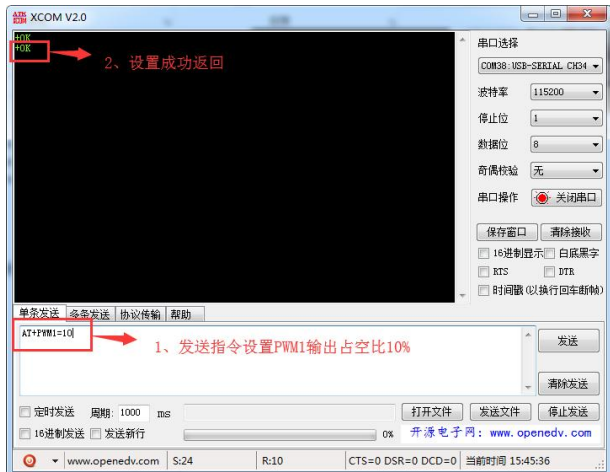 ATK XCOM V2.0
+OK
+OK
2、设置成功返回
串口选择
COM38:USB-SERIAL CH34
波特率 115200
停止位 1
数据位 8
奇偶校验 无
串口操作 关闭串口
保存窗口 清除接收
16进制显示 白底黑字
RTS DTR
时间戳(以换行回车断帧)
单条发送 多条发送 协议传输 帮助
AT+PWM1=10
1、发送指令设置PWM1输出占空比10%
发送
清除发送
定时发送 周期: 1000 ms 打开文件 发送文件 停止发送
16进制发送 发送新行 0% 开源电子网: www.openedv.com
www.openedv.com S:24 R:10 CTS=0 DSR=0 DCD=0 当前时间 15:45:36